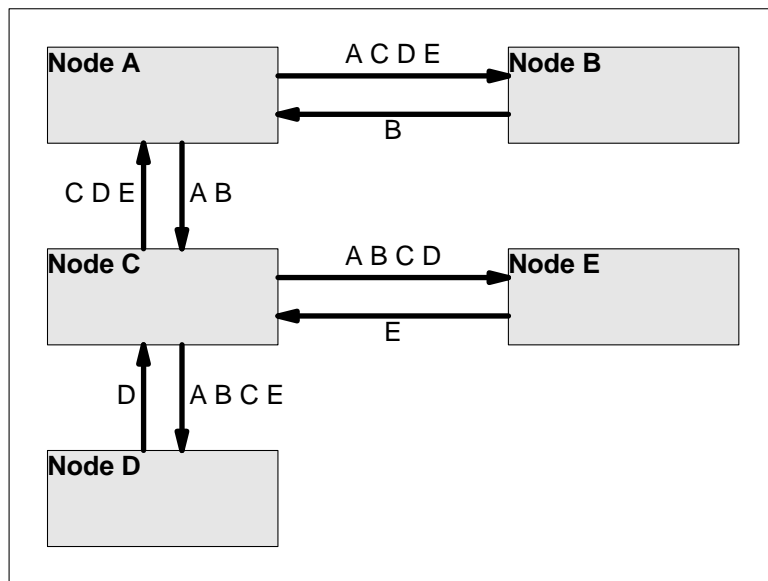 Node A
A C D E
Node B
B
C D E
A B
Node C
A B C D
Node E
E
D
A B C E
Node D